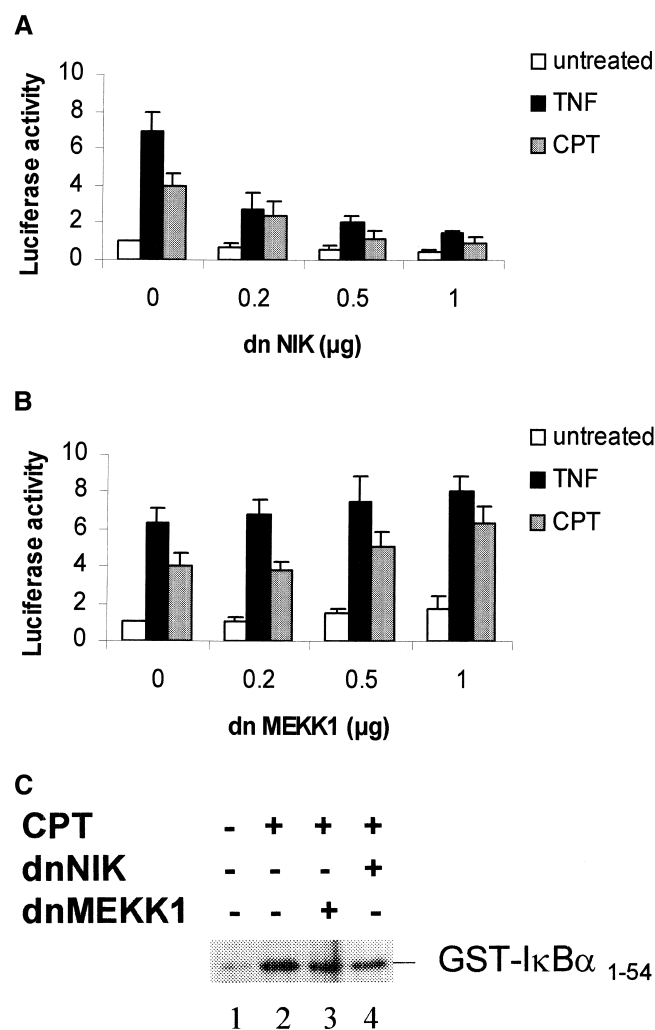 A
untreated
TNF
CPT
Luciferase activity
10
8
6
4
2
0
0 0.2 0.5 1
dn NIK (µg)
B
untreated
TNF
CPT
Luciferase activity
10
8
6
4
2
0
0 0.2 0.5 1
dn MEKK1 (µg)
C
CPT - + + +
dnNIK - - - +
dnMEKK1 - - + -
GST-IκBα 1-54
1 2 3 4